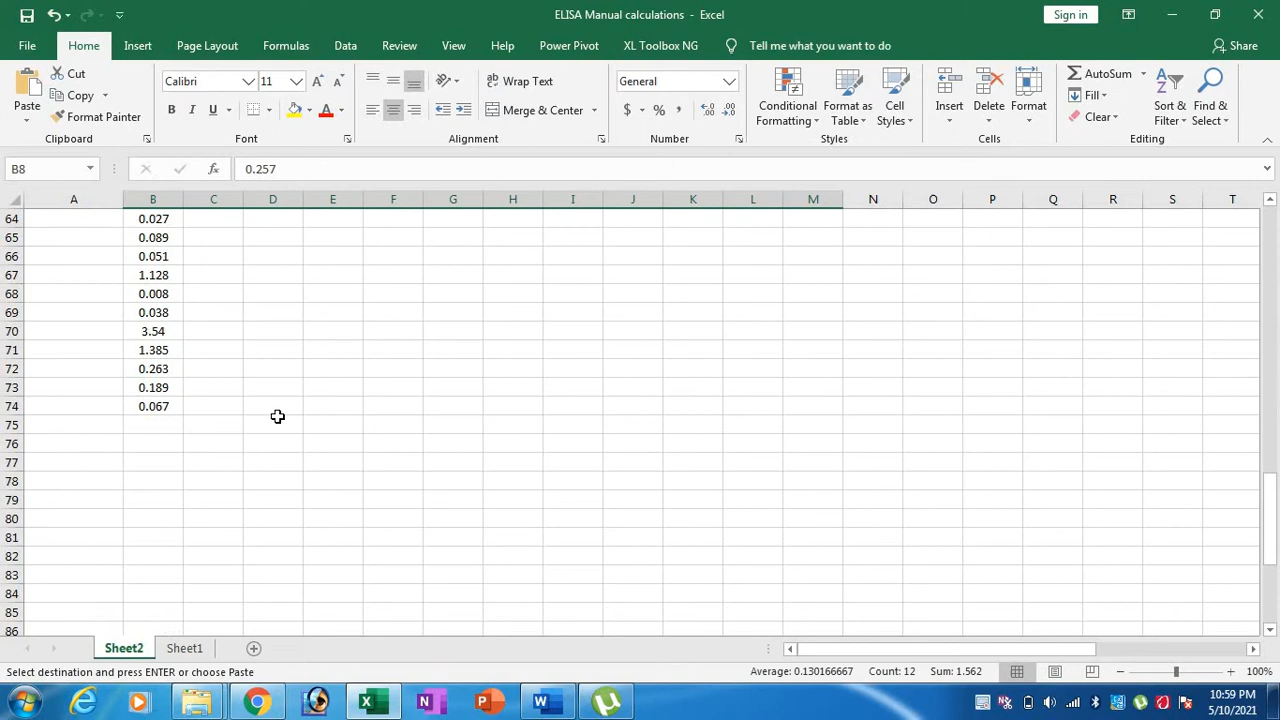 ELISA Manual calculations - Excel
Sign in
File Home Insert Page Layout Formulas Data Review View Help Power Pivot XL Toolbox NG Tell me what you want to do Share
Paste
Cut
Copy
Format Painter
Clipboard
Calibri 11
B I U
Font
Wrap Text
Merge & Center
Alignment
General
$ % ,
Number
Conditional Formatting
Format as Table
Cell Styles
Styles
Insert Delete Format
Cells
AutoSum
Fill
Clear
Sort & Filter
Find & Select
Editing
B8 fx 0.257
A B C D E F G H I J K L M N O P Q R S T
64 0.027
65 0.089
66 0.051
67 1.128
68 0.008
69 0.038
70 3.54
71 1.385
72 0.263
73 0.189
74 0.067
75
76
77
78
79
80
81
82
83
84
85
86
Sheet2 Sheet1
Select destination and press ENTER or choose Paste Average: 0.130166667 Count: 12 Sum: 1.562 100%
10:59 PM
5/10/2021